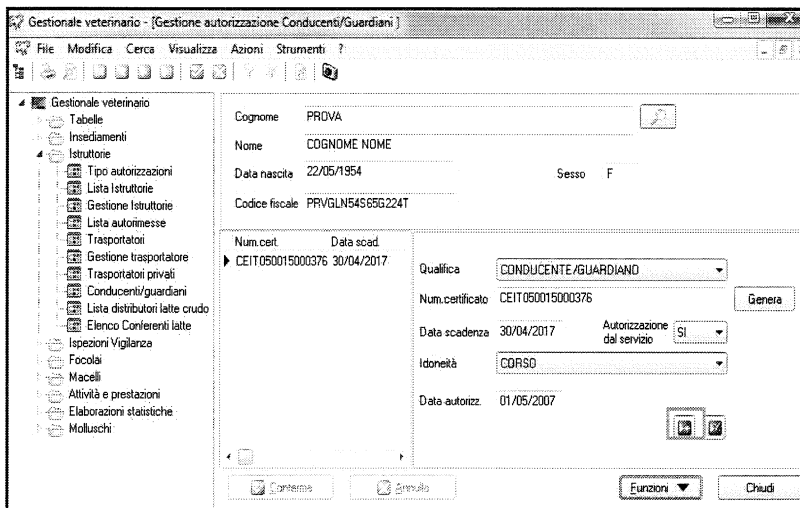 Gestionale veterinario - [Gestione autorizzazione Conducenti/Guardiani ]
File Modifica Cerca Visualizza Azioni Strumenti ?
Gestionale veterinario
Tabelle
Insediamenti
Istruttorie
Tipo autorizzazioni
Lista Istruttorie
Gestione Istruttorie
Lista autorimesse
Trasportatori
Gestione trasportatore
Trasportatori privati
Conducenti/guardiani
Lista distributori latte crudo
Elenco Conferenti latte
Ispezioni Vigilanza
Focolai
Macelli
Attività e prestazioni
Elaborazioni statistiche
Molluschi
Cognome PROVA
Nome COGNOME NOME
Data nascita 22/05/1954 Sesso F
Codice fiscale PRVGLN54S65G224T
Num.cert. Data scad.
CEIT050015000376 30/04/2017
Qualifica CONDUCENTE/GUARDIANO
Num.certificato CEIT050015000376 Genera
Data scadenza 30/04/2017 Autorizzazione dal servizio SI
Idoneità CORSO
Data autorizz. 01/05/2007
Conferma Annulla Funzioni Chiudi